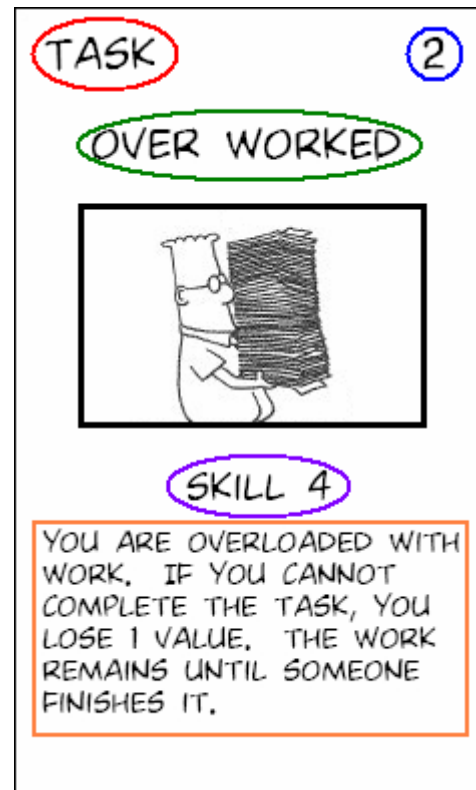 TASK
2
OVER WORKED
SKILL 4
YOU ARE OVERLOADED WITH
WORK. IF YOU CANNOT
COMPLETE THE TASK, YOU
LOSE 1 VALUE. THE WORK
REMAINS UNTIL SOMEONE
FINISHES IT.